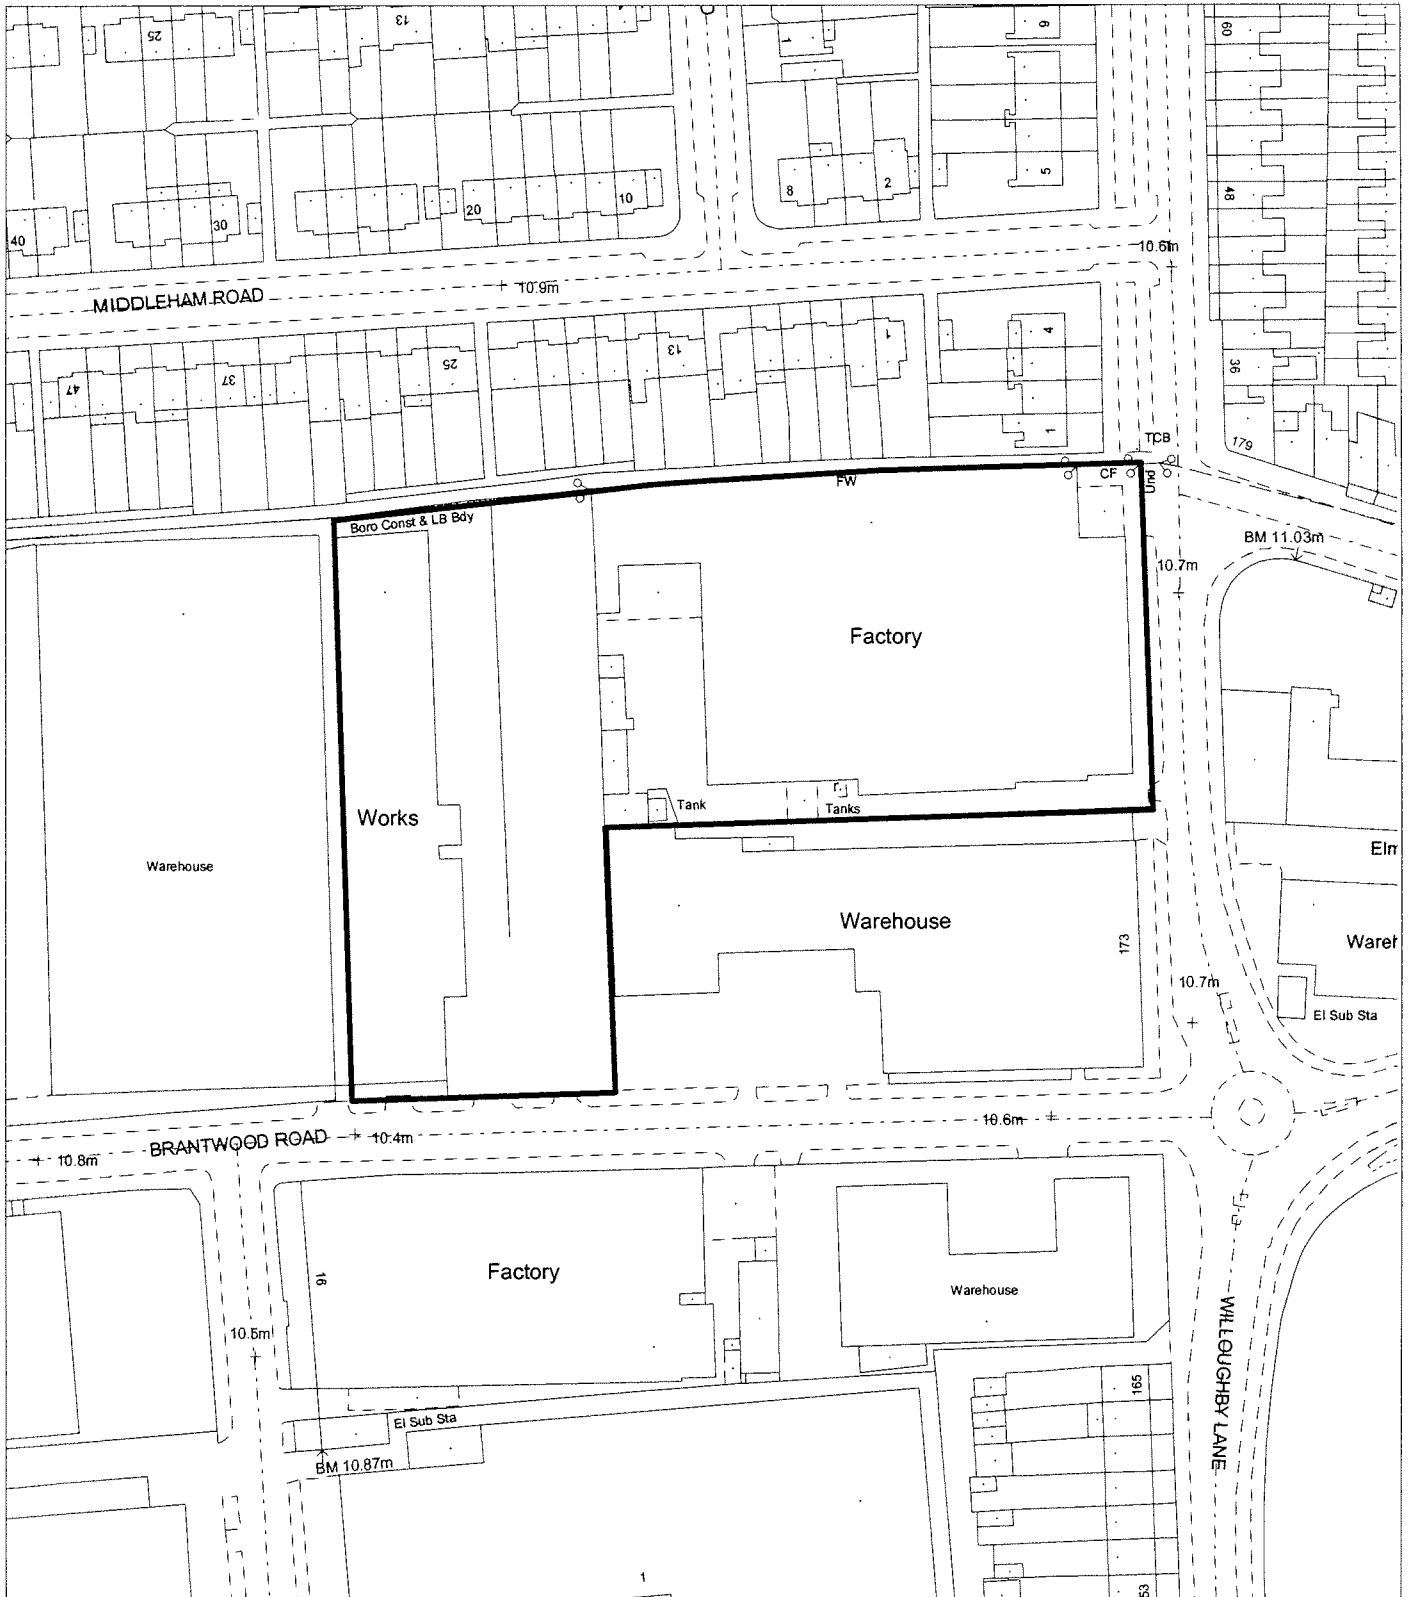 25
13
1
9
60
8
2
5
48
40
30
20
10
10.6m
MIDDLEHAM ROAD
10.9m
47
37
25
13
1
4
36
1
TCB
179
FW
CF
Und
Boro Const & LB Bdy
BM 11.03m
10.7m
Factory
Tank
Tanks
Works
Warehouse
Elm
Warehouse
173
Wareh
10.7m
El Sub Sta
10.6m
BRANTWOOD ROAD
10.4m
10.8m
Factory
16
Warehouse
10.5m
WILLOUGHBY LANE
165
El Sub Sta
BM 10.87m
1
53